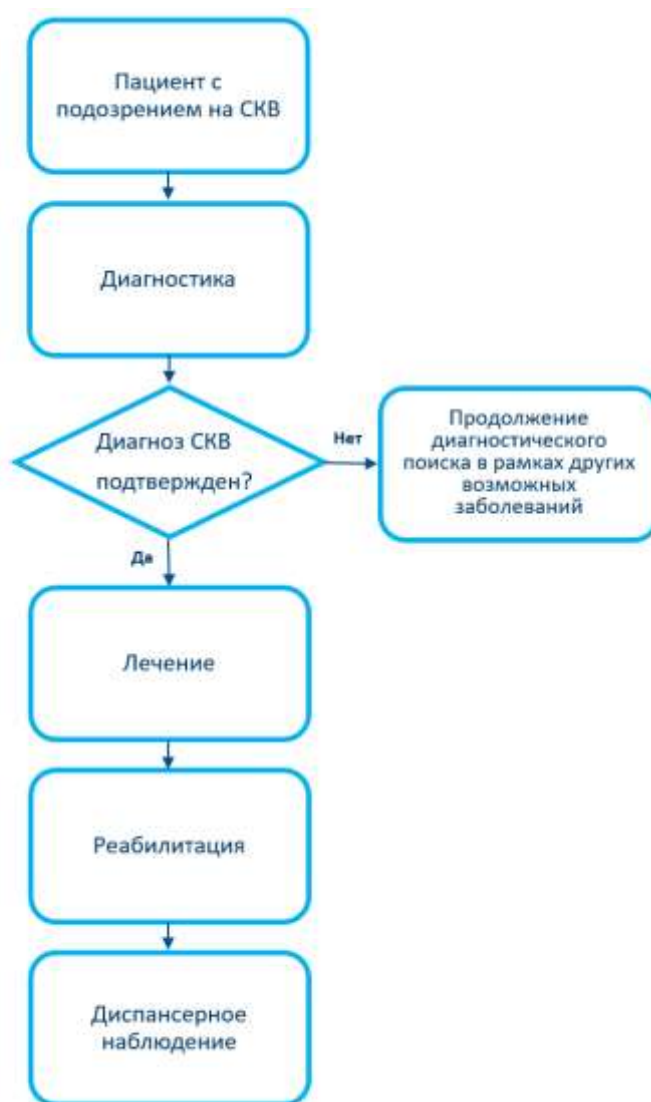 Пациент с
подозрением на СКВ
Диагностика
Диагноз СКВ
подтвержден?
Нет
Продолжение
диагностического
поиска в рамках других
возможных
заболеваний
Да
Лечение
Реабилитация
Диспансерное
наблюдение